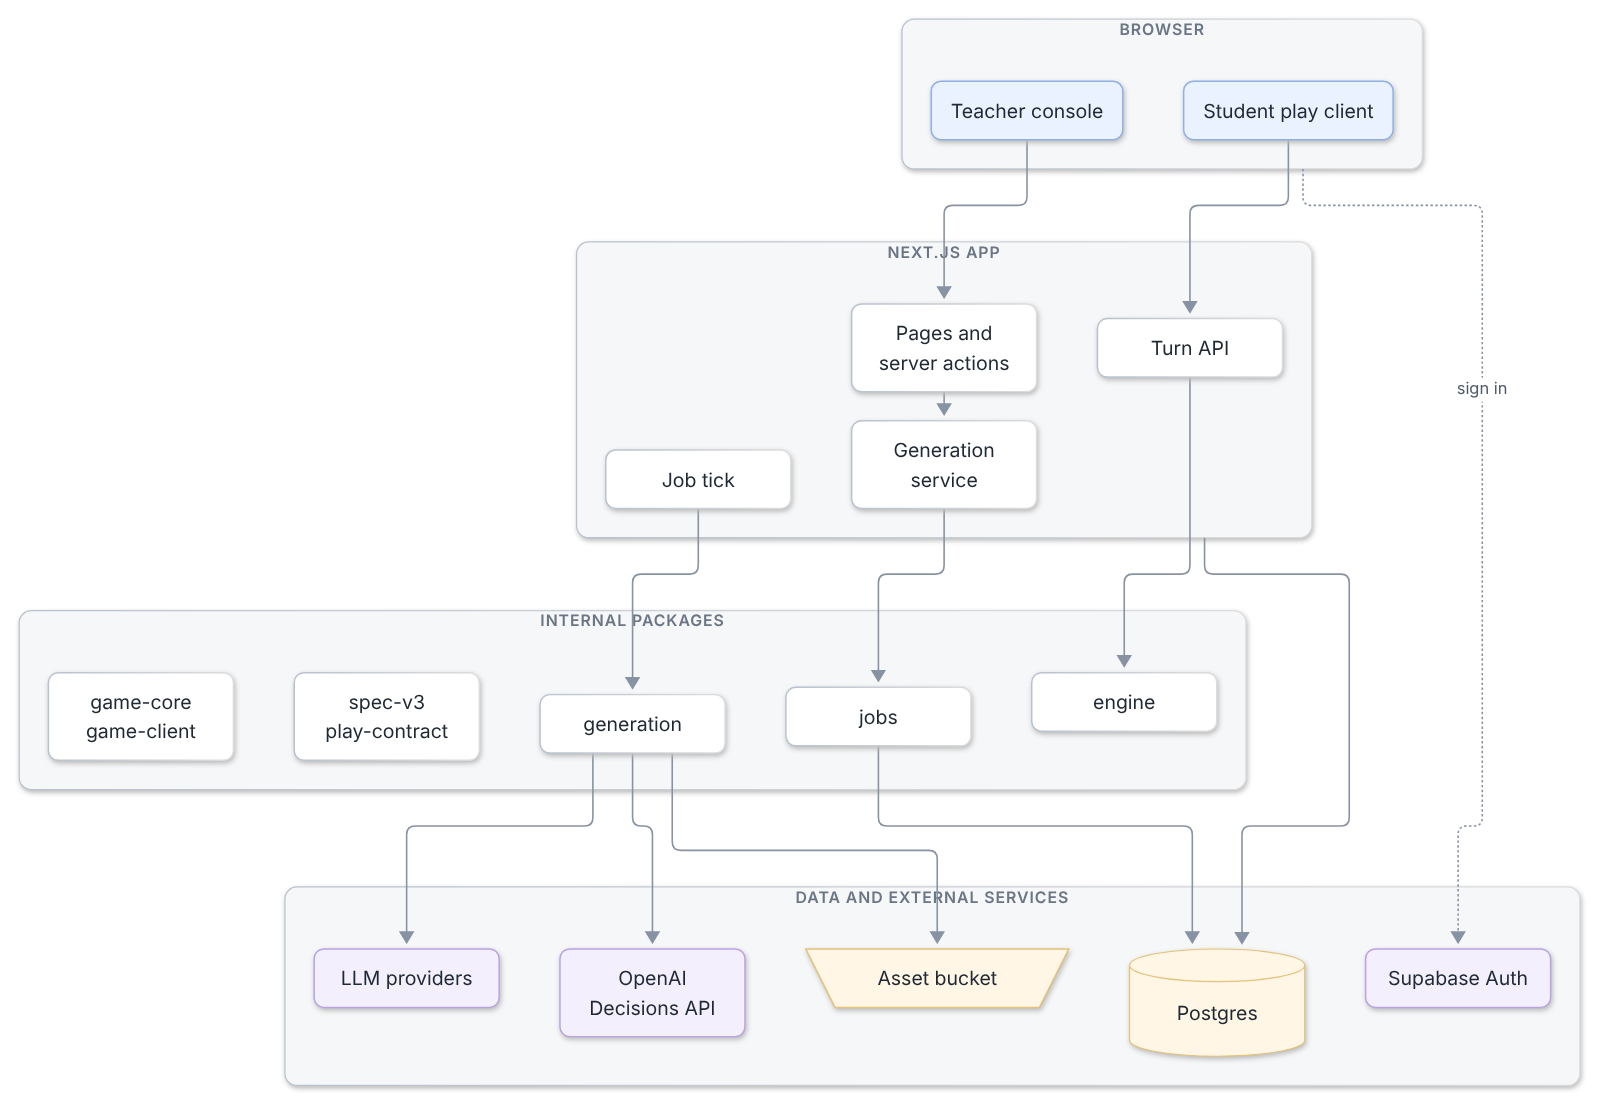 BROWSER
Teacher console
Student play client
NEXT.JS APP
Pages and
server actions
Turn API
sign in
Generation
service
Job tick
INTERNAL PACKAGES
game-core
game-client
spec-v3
play-contract
generation
jobs
engine
DATA AND EXTERNAL SERVICES
LLM providers
OpenAI
Decisions API
Asset bucket
Postgres
Supabase Auth